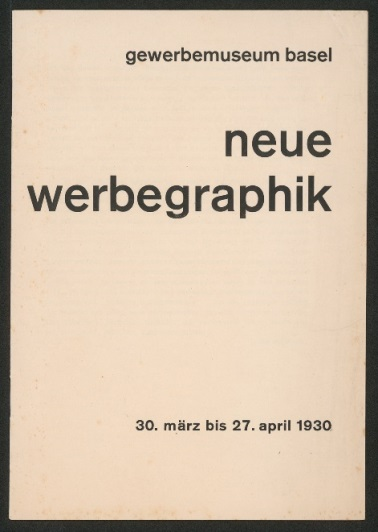 gewerbemuseum basel
neue
werbegraphik
30. märz bis 27. april 1930